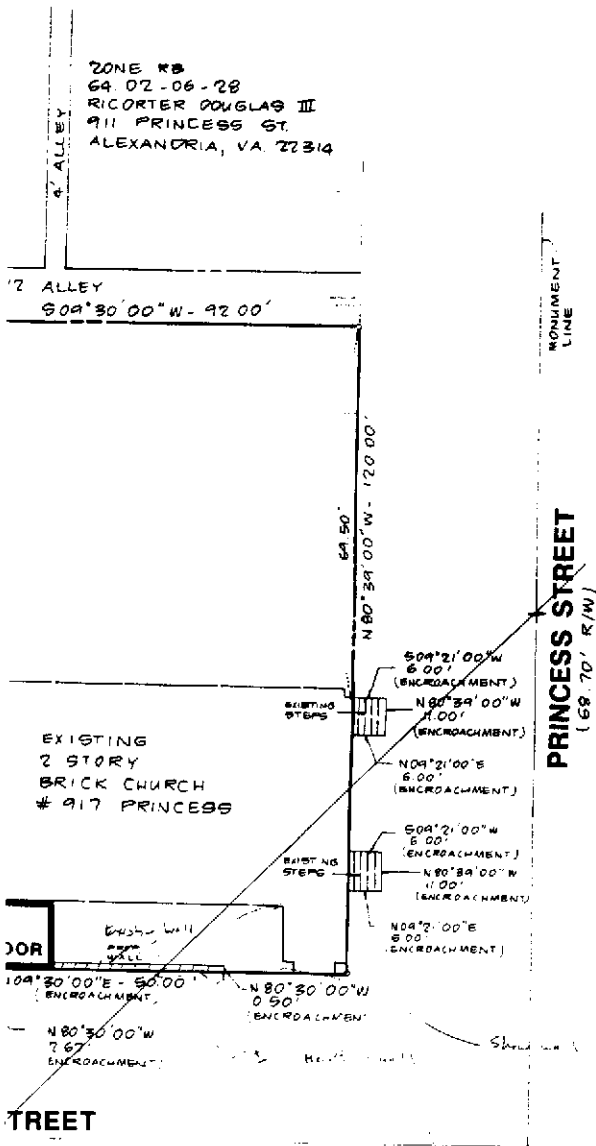 ZONE RB
64.02-06-28
RICORTER DOUGLAS III
911 PRINCESS ST.
ALEXANDRIA, VA. 22314
4' ALLEY
ALLEY
S09°30'00"W - 92.00'
MONUMENT
LINE
69.50'
N80°39'00"W - 120.00'
PRINCESS STREET
(68.70' R/W)
S09°21'00"W
6.00'
(ENCROACHMENT)
EXISTING
STEPS
N80°39'00"W
11.00'
(ENCROACHMENT)
N09°21'00"E
6.00'
(ENCROACHMENT)
EXISTING
2 STORY
BRICK CHURCH
# 917 PRINCESS
S09°21'00"W
6.00'
(ENCROACHMENT)
EXISTING
STEPS
N80°39'00"W
11.00'
(ENCROACHMENT)
N09°21'00"E
6.00'
(ENCROACHMENT)
OOR
WALL
09°30'00"E - 50.00'
(ENCROACHMENT)
N80°30'00"W
0.50'
(ENCROACHMENT
N80°30'00"W
7.67'
ENCROACHMENT)
TREET